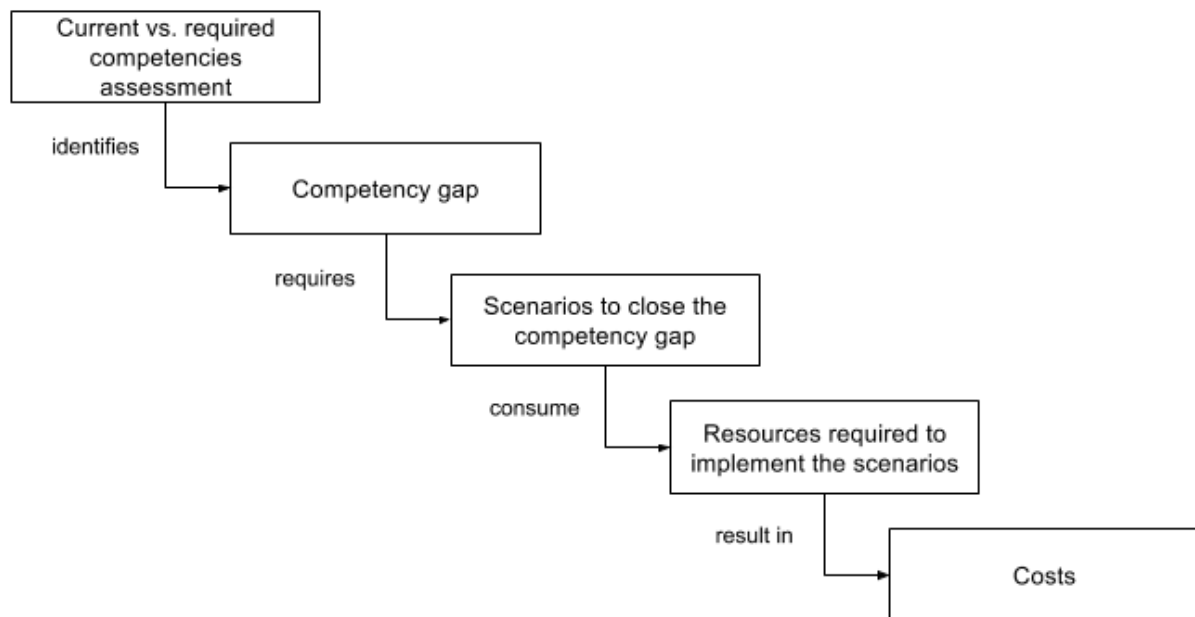 Current vs. required
competencies
assessment
identifies
Competency gap
requires
Scenarios to close the
competency gap
consume
Resources required to
implement the scenarios
result in
Costs